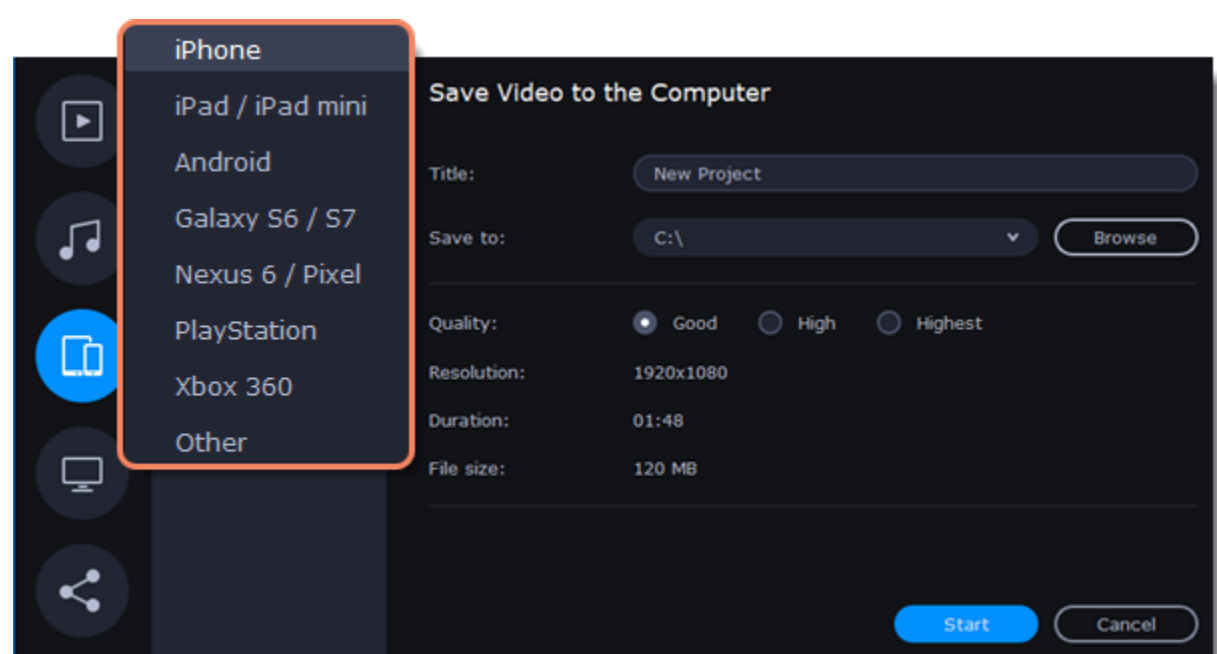 iPhone
iPad / iPad mini
Android
Galaxy S6 / S7
Nexus 6 / Pixel
PlayStation
Xbox 360
Other
Save Video to the Computer
Title: New Project
Save to: C:\ Browse
Quality: Good High Highest
Resolution: 1920x1080
Duration: 01:48
File size: 120 MB
Start Cancel